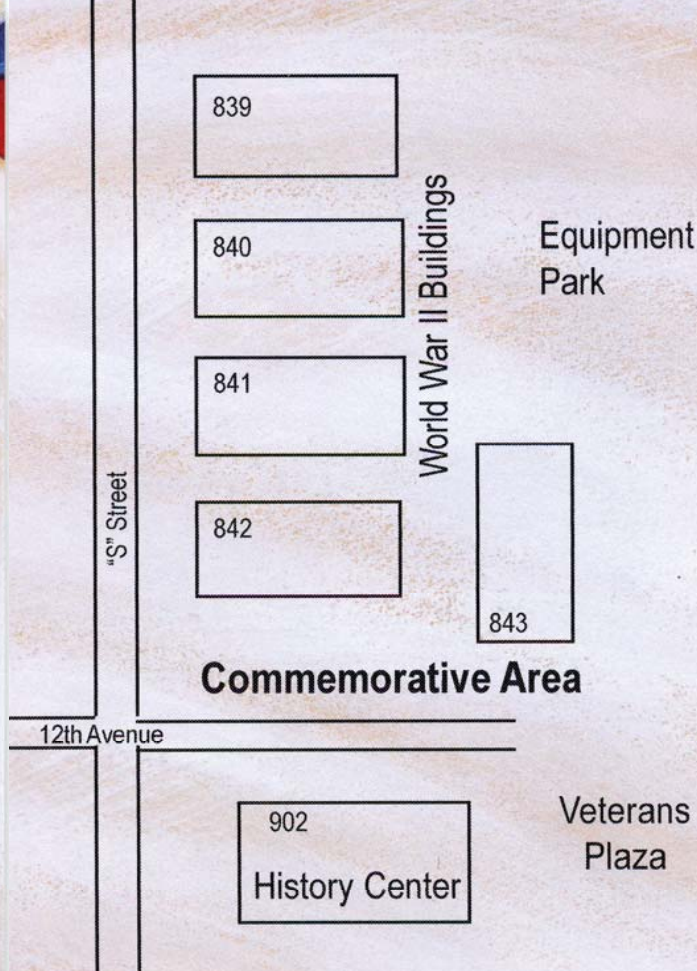 839
840
841
842
World War II Buildings
Equipment
Park
"S" Street
843
Commemorative Area
12th Avenue
902
History Center
Veterans
Plaza